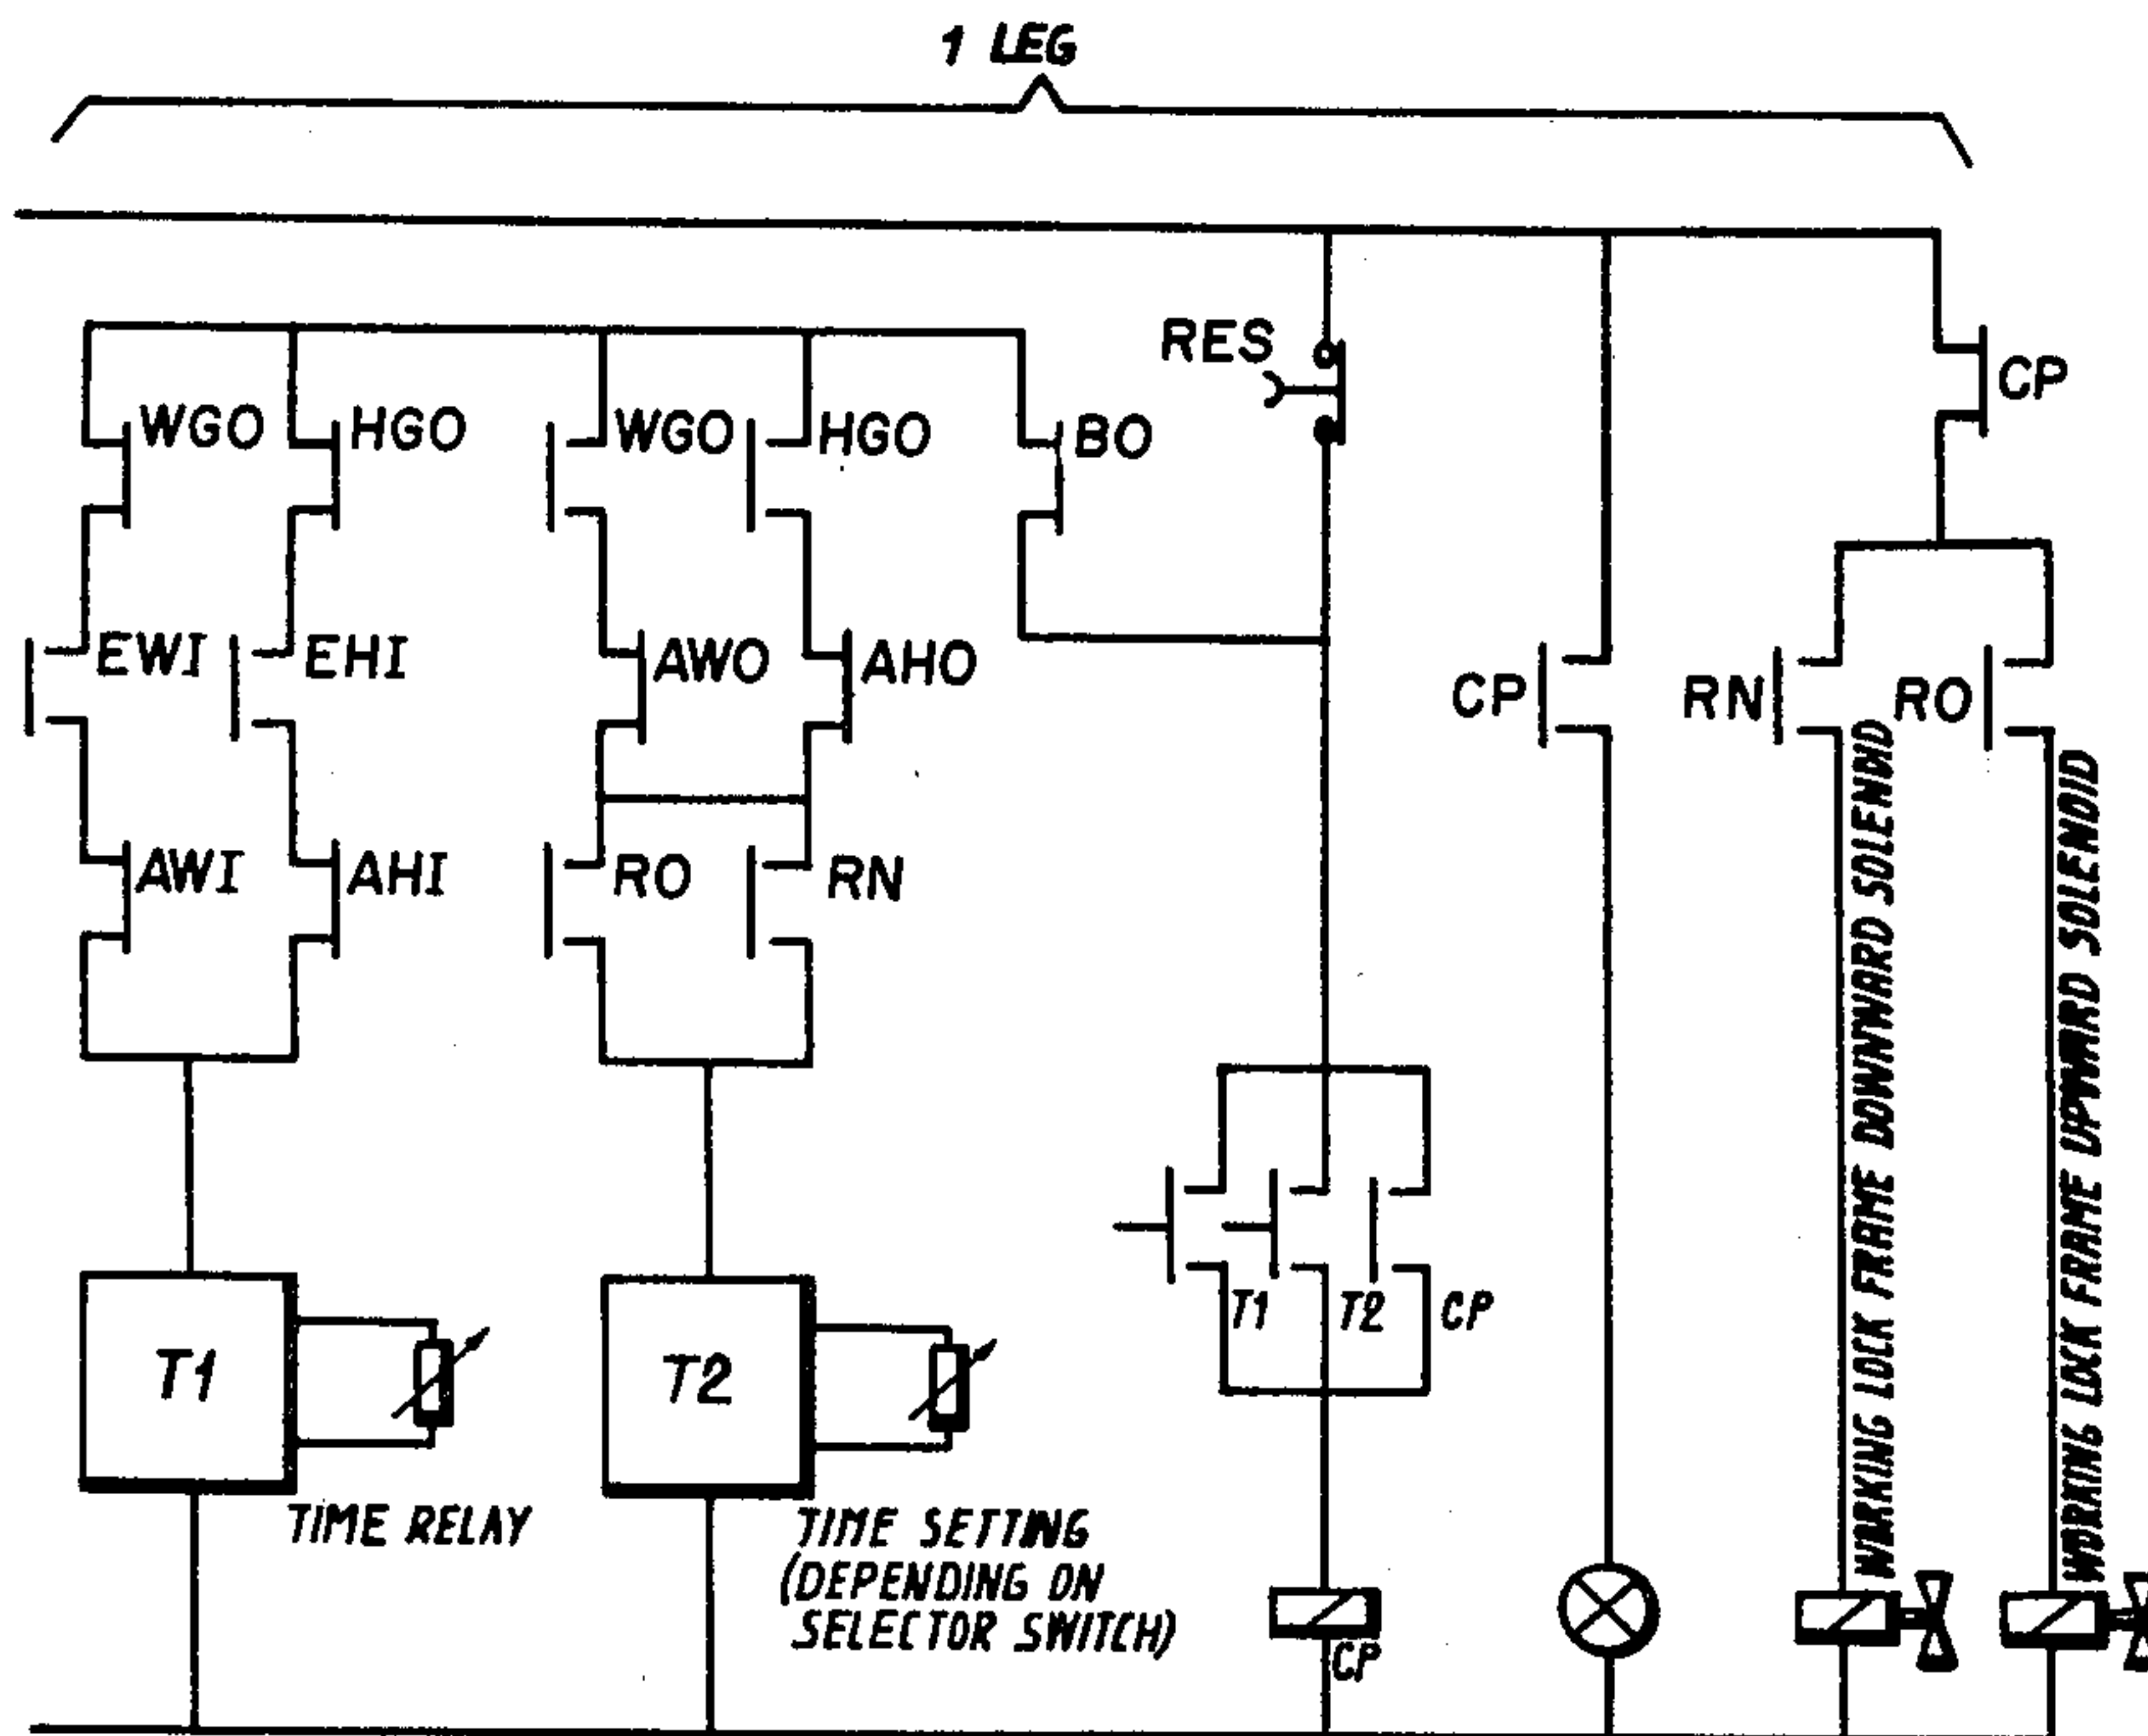 1 LEG
RES
CP
WGO
HGO
WGO
HGO
BO
EWI
EHI
AWO
AHO
CP
RN
RO
AWI
AHI
RO
RN
WORKING LOCK FRAME DOWNWARD SOLENOID
WORKING LOCK FRAME UPWARD SOLENOID
T1
T2
CP
T1
T2
TIME RELAY
TIME SETTING
(DEPENDING ON
SELECTOR SWITCH)
CP